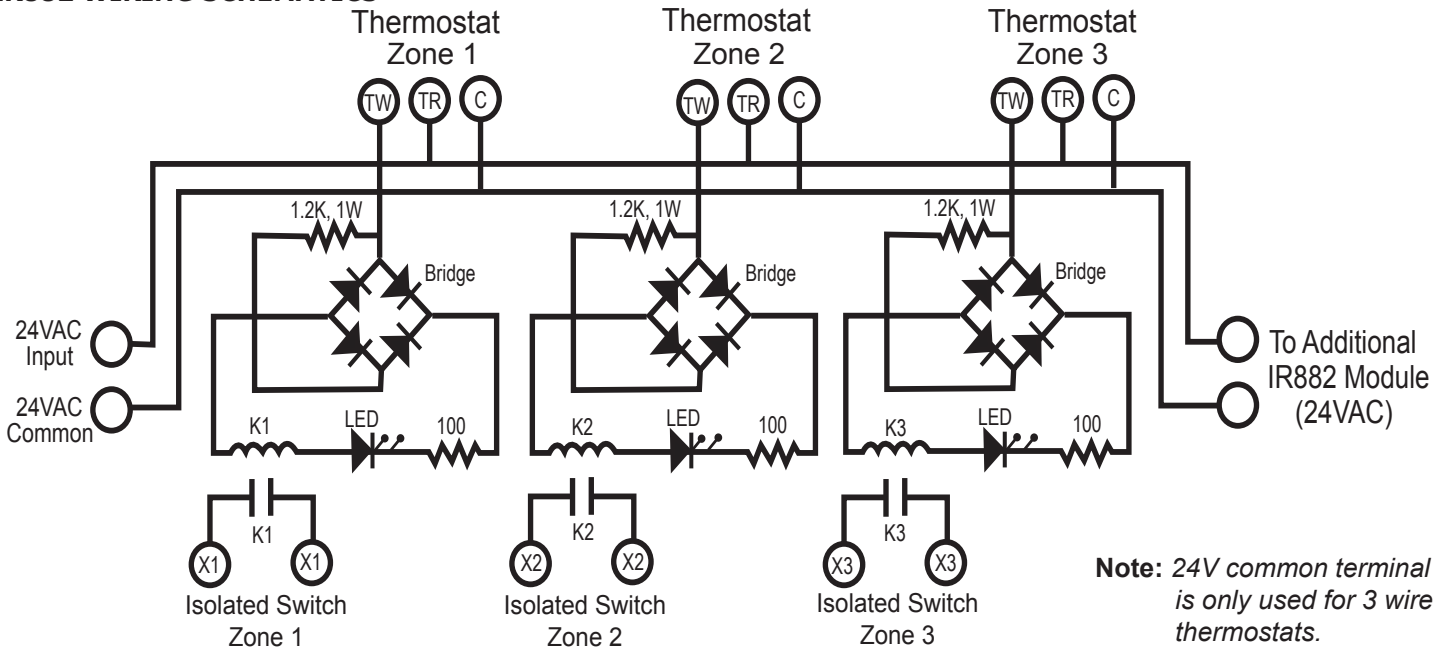 Thermostat
Zone 1
Thermostat
Zone 2
Thermostat
Zone 3
TW TR C
TW TR C
TW TR C
1.2K, 1W
1.2K, 1W
1.2K, 1W
Bridge
Bridge
Bridge
24VAC
Input
24VAC
Common
To Additional
IR882 Module
(24VAC)
K1 LED 100
K2 LED 100
K3 LED 100
K1
K2
K3
X1 X1
X2 X2
X3 X3
Isolated Switch
Zone 1
Isolated Switch
Zone 2
Isolated Switch
Zone 3
Note: 24V common terminal
is only used for 3 wire
thermostats.